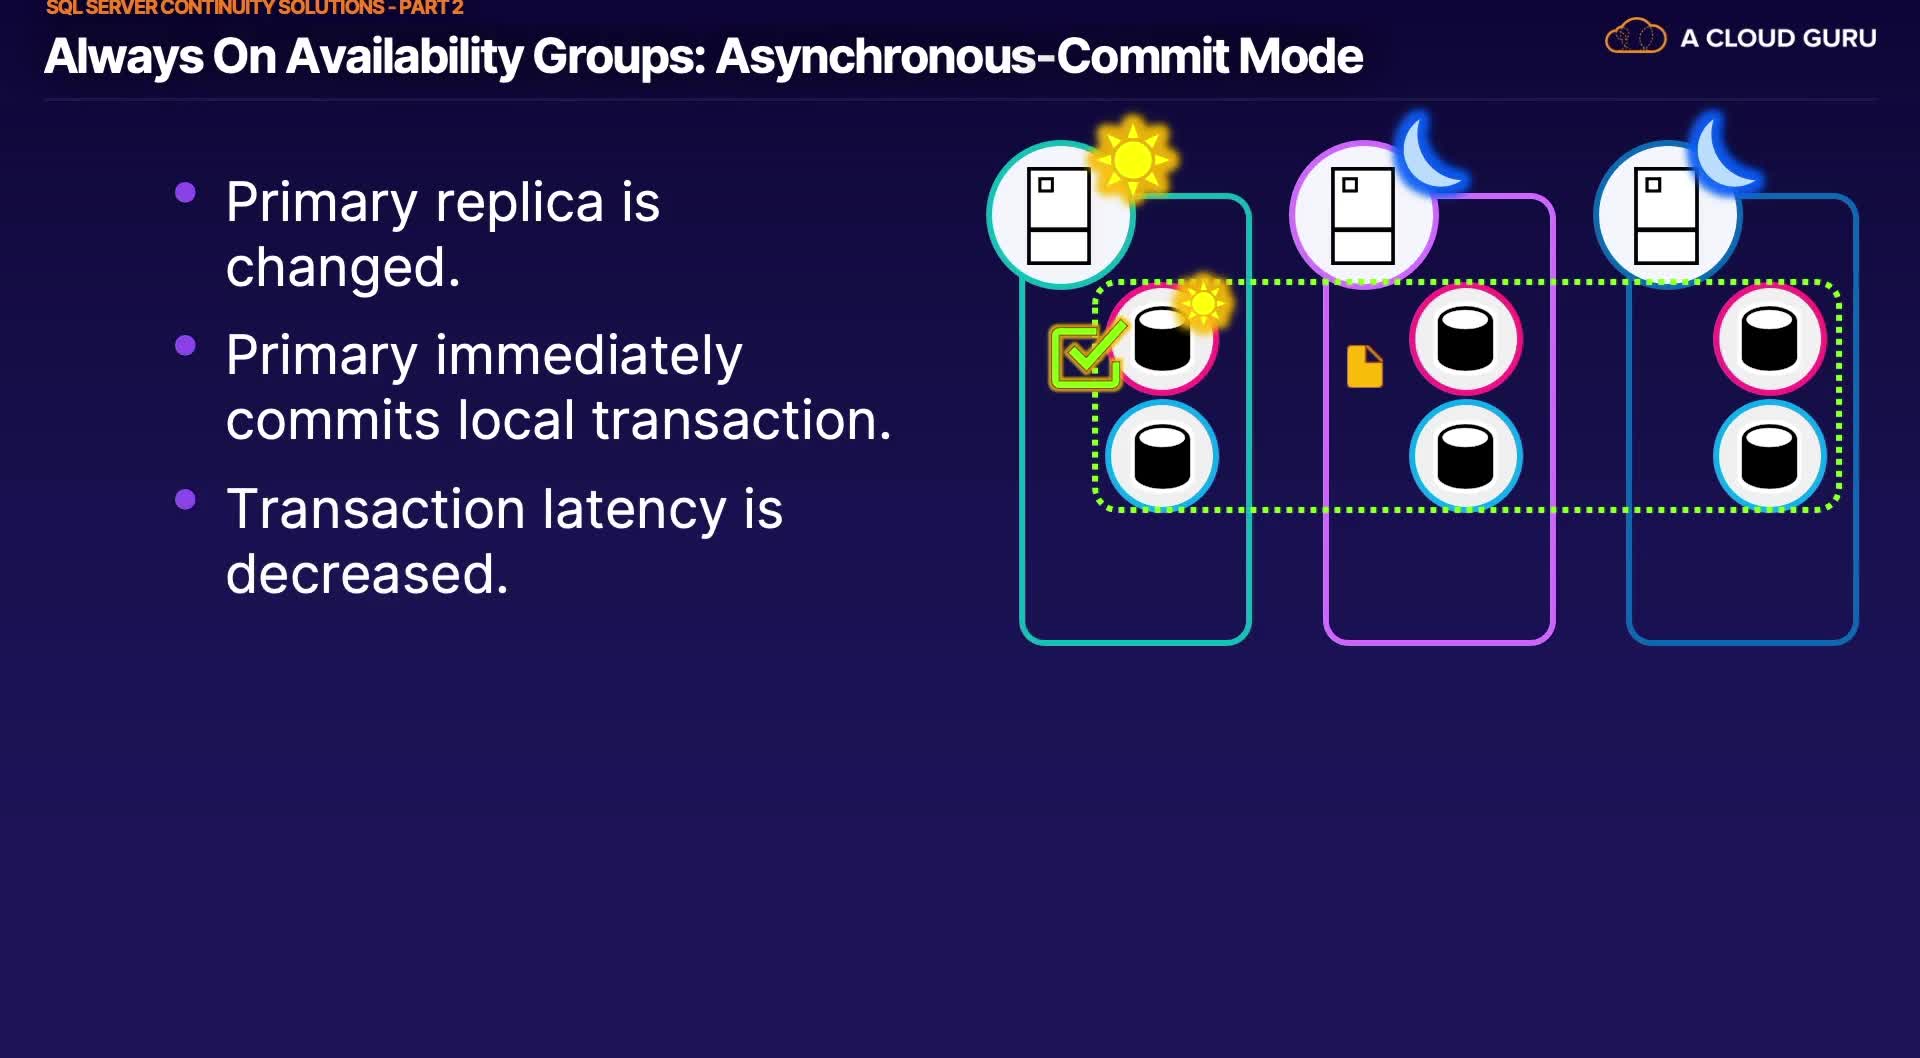 SQL SERVER CONTINUITY SOLUTIONS - PART 2
Always On Availability Groups: Asynchronous-Commit Mode
A CLOUD GURU
Primary replica is
changed.
Primary immediately
commits local transaction.
Transaction latency is
decreased.